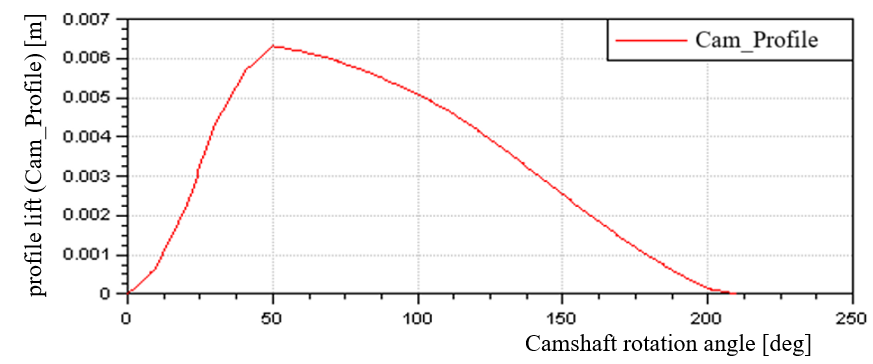 0.007
0.006
0.005
0.004
0.003
0.002
0.001
0
profile lift (Cam_Profile) [m]
Cam_Profile
0 50 100 150 200 250
Camshaft rotation angle [deg]